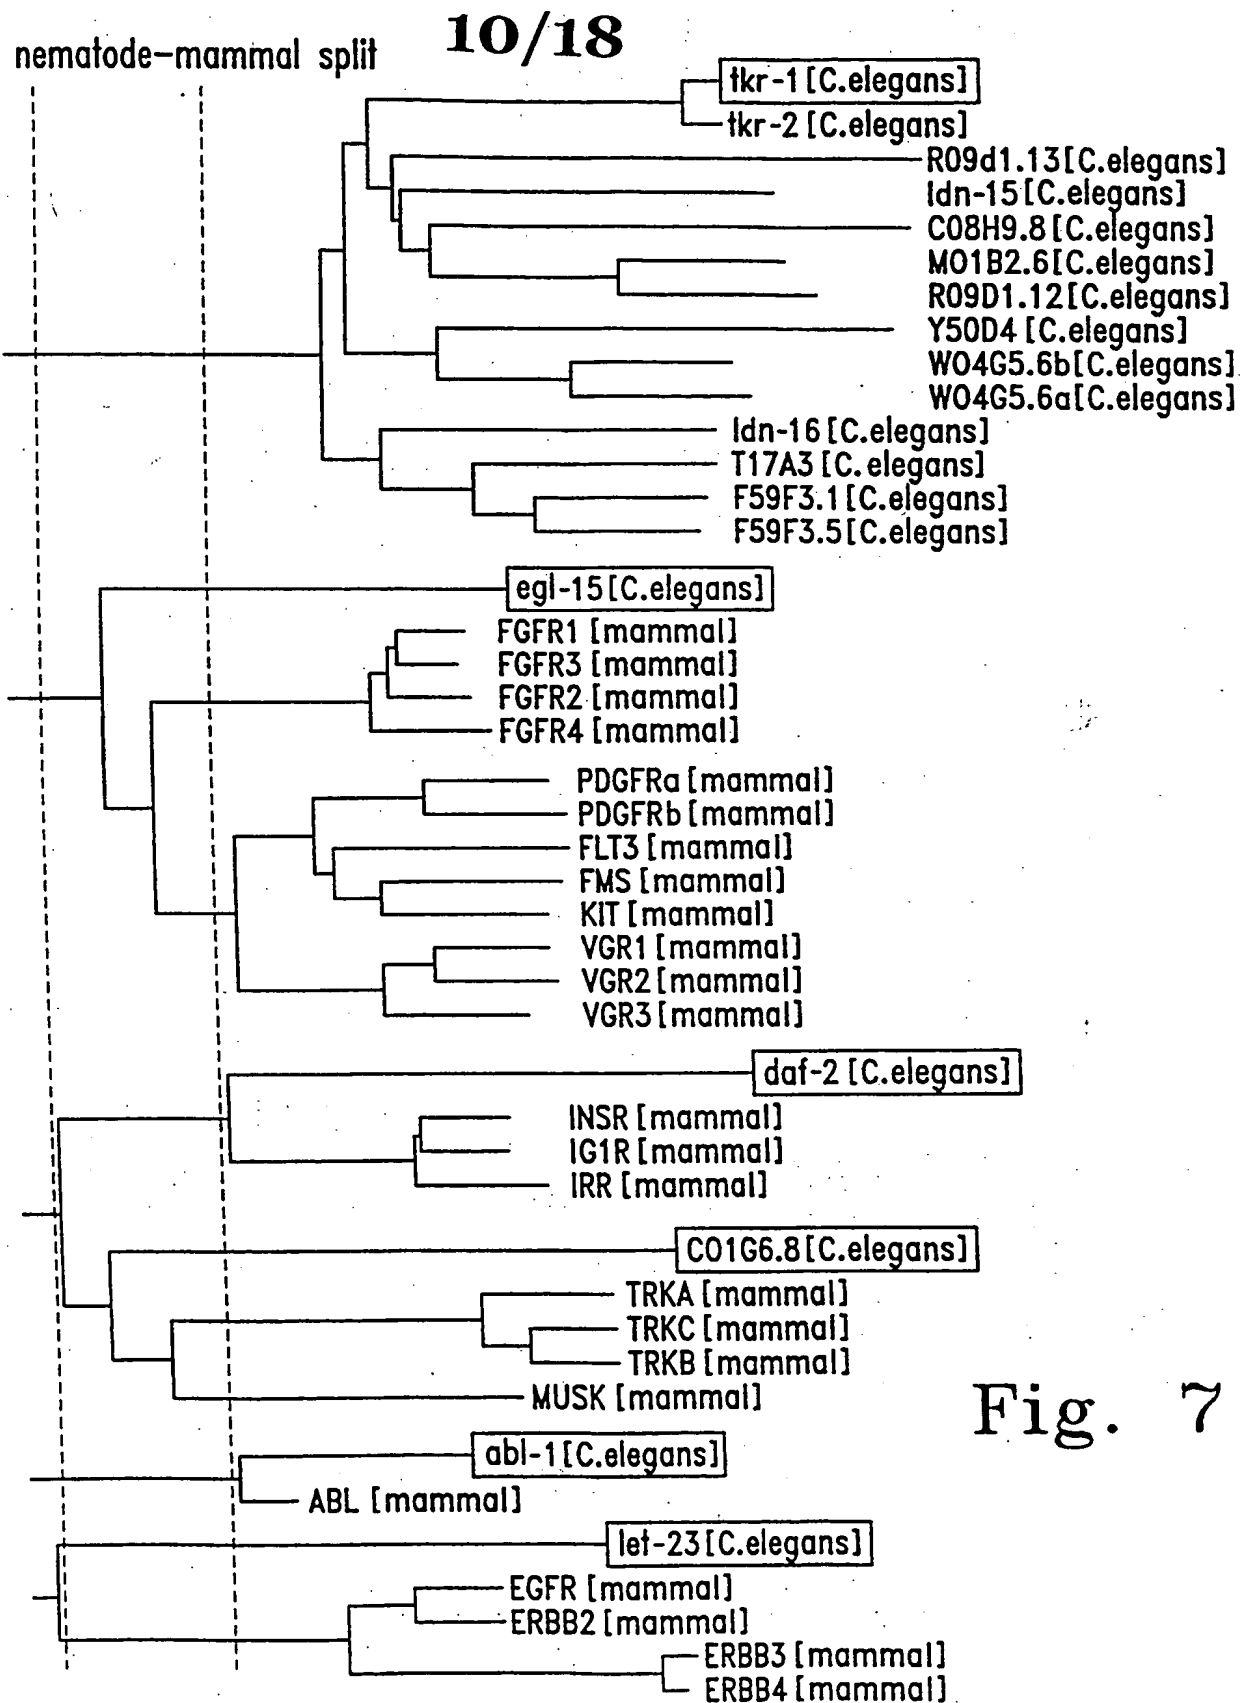 10/18
nematode-mammal split
tkr-1 [C.elegans]
tkr-2 [C.elegans]
R09d1.13 [C.elegans]
ldn-15 [C.elegans]
C08H9.8 [C.elegans]
M01B2.6 [C.elegans]
R09D1.12 [C.elegans]
Y50D4 [C.elegans]
W04G5.6b [C.elegans]
W04G5.6a [C.elegans]
ldn-16 [C.elegans]
T17A3 [C.elegans]
F59F3.1 [C.elegans]
F59F3.5 [C.elegans]
egl-15 [C.elegans]
FGFR1 [mammal]
FGFR3 [mammal]
FGFR2 [mammal]
FGFR4 [mammal]
PDGFRa [mammal]
PDGFRb [mammal]
FLT3 [mammal]
FMS [mammal]
KIT [mammal]
VGR1 [mammal]
VGR2 [mammal]
VGR3 [mammal]
daf-2 [C.elegans]
INSR [mammal]
IG1R [mammal]
IRR [mammal]
C01G6.8 [C.elegans]
TRKA [mammal]
TRKC [mammal]
TRKB [mammal]
MUSK [mammal]
Fig. 7
abl-1 [C.elegans]
ABL [mammal]
let-23 [C.elegans]
EGFR [mammal]
ERBB2 [mammal]
ERBB3 [mammal]
ERBB4 [mammal]